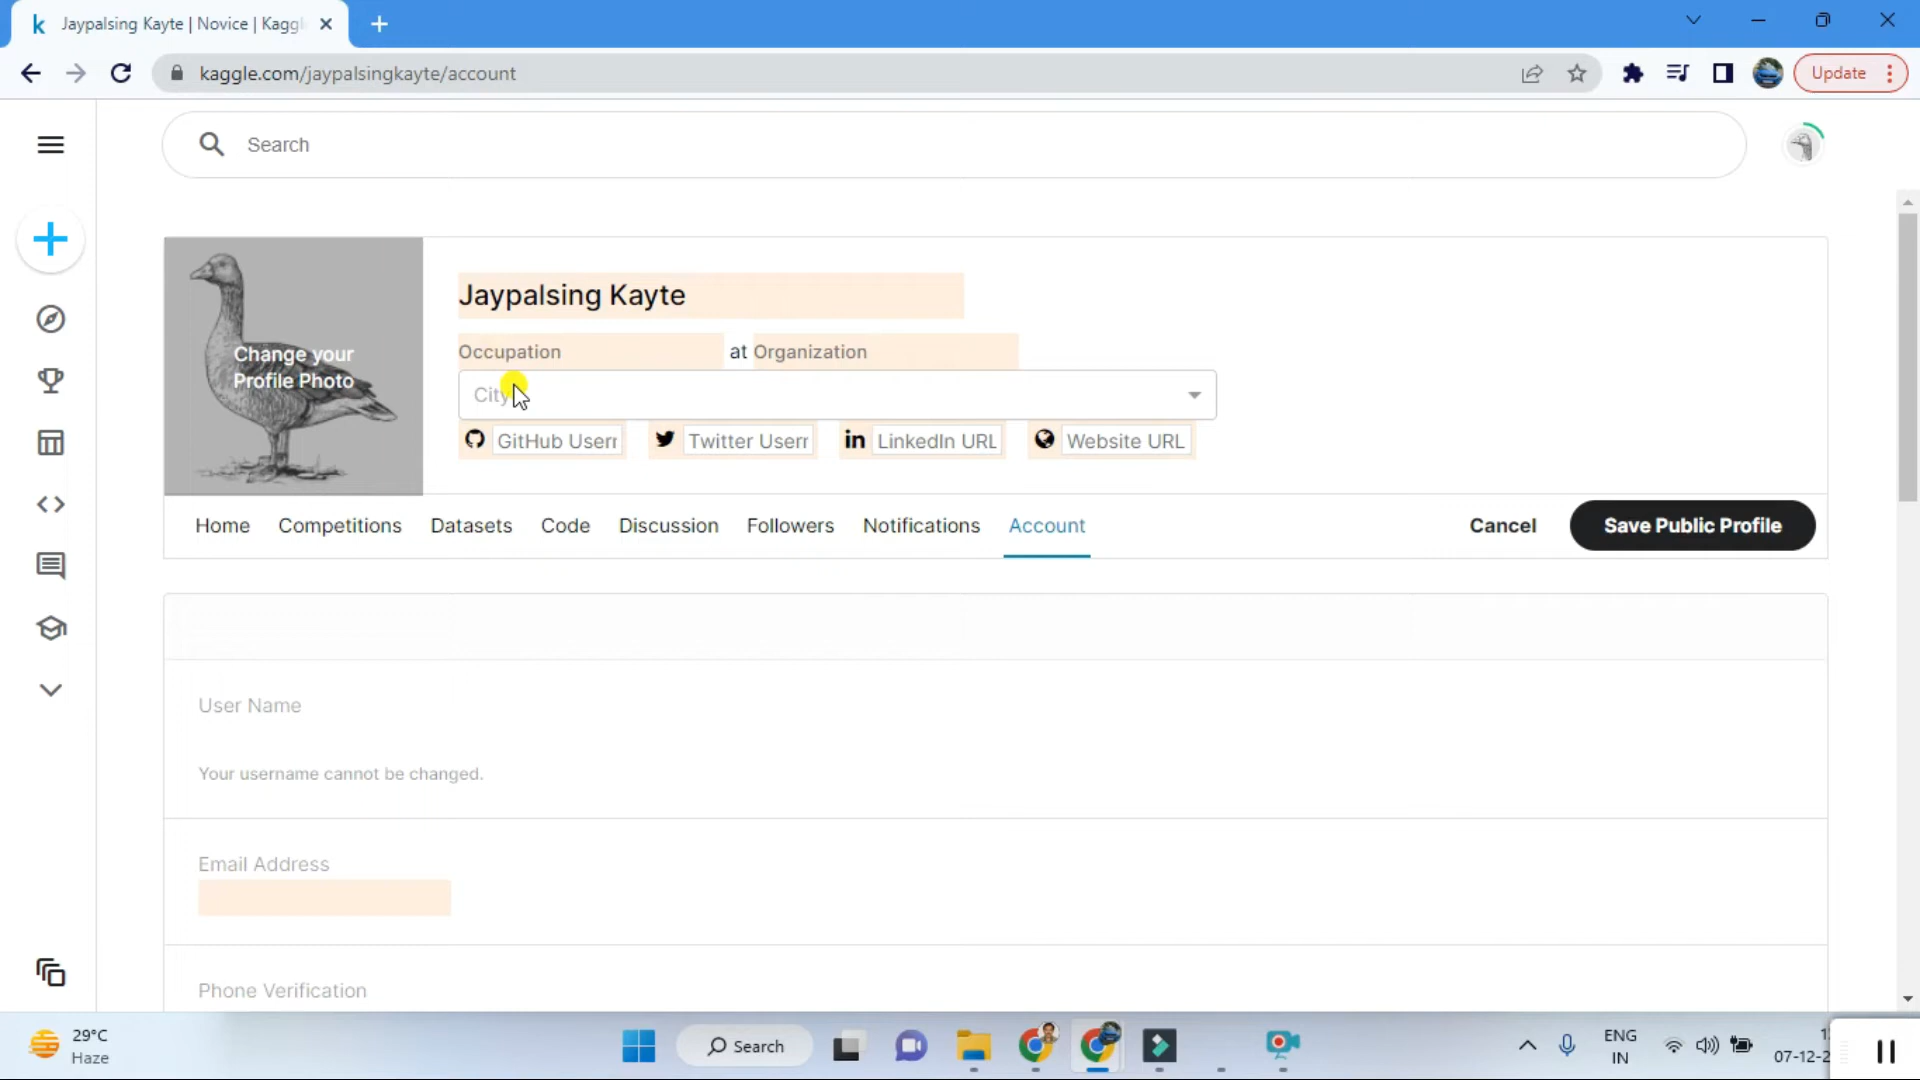 Jaypalsing Kayte | Novice | Kaggl
kaggle.com/jaypalsingkayte/account
Update
Search
Change your
Profile Photo
Jaypalsing Kayte
Occupation at Organization
City
GitHub Userr Twitter Userr LinkedIn URL Website URL
Home Competitions Datasets Code Discussion Followers Notifications Account Cancel Save Public Profile
User Name
Your username cannot be changed.
Email Address
Phone Verification
29°C
Haze
Search
ENG
IN
07-12-2